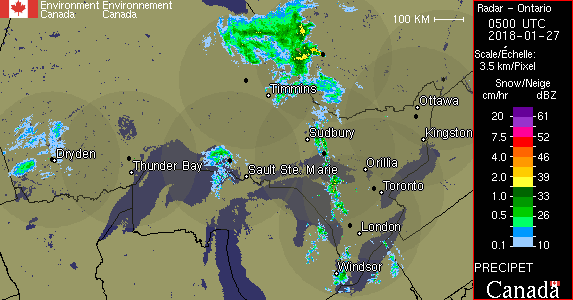 Environment Environnement
Canada Canada
100 KM
Timmins
Ottawa
Sudbury
Kingston
Dryden
Thunder Bay
Sault Ste. Marie
Orillia
Toronto
London
Windsor
Radar - Ontario
0500 UTC
2018-01-27
Scale/Échelle:
3.5 km/Pixel
Snow/Neige
cm/hr dBZ
20 61
7.5 52
4.0 46
2.0 39
1.0 33
0.5 26
0.1 10
PRECIPET
Canada